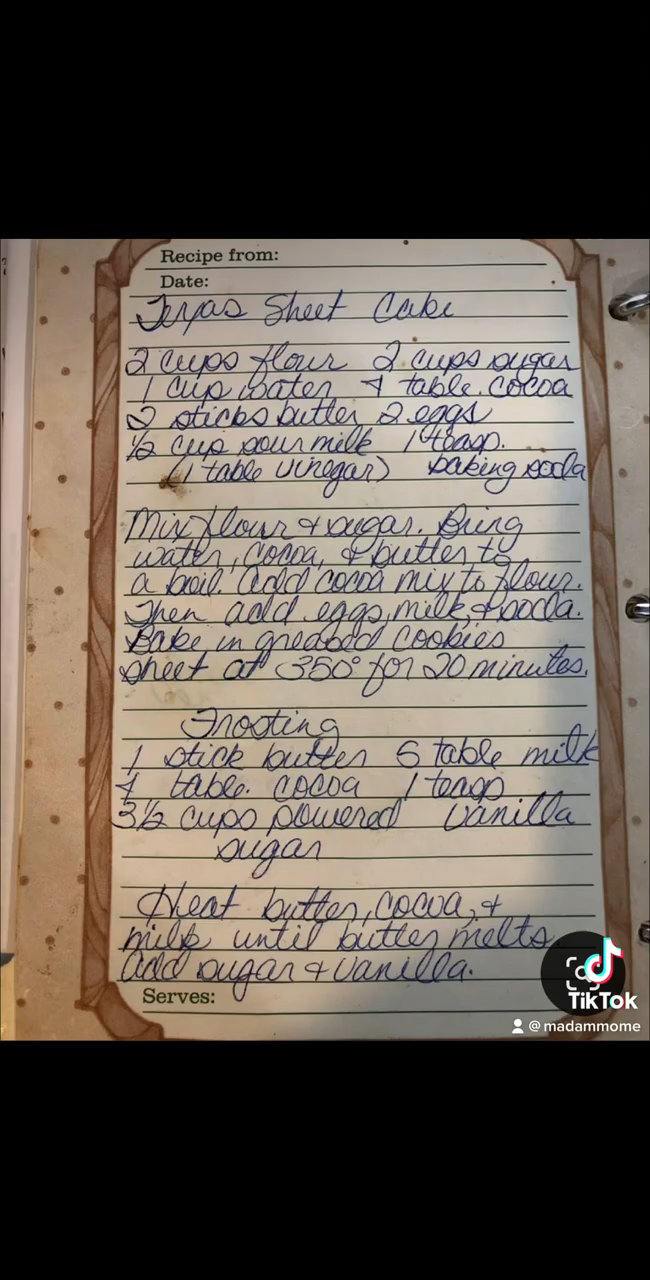 Recipe from:
Date:
Texas Sheet Cake
2 cups flour 2 cups sugar
1 cup water 4 table. cocoa
2 sticks butter 2 eggs
½ cup sour milk 1 teasp.
(1 table vinegar) baking soda
Mix flour & sugar. Bring
water, cocoa, & butter to
a boil. Add cocoa mix to flour.
Then add eggs, milk, & soda.
Bake in greased cookies
sheet at 350° for 20 minutes.
Frosting
1 stick butter 6 table milk
4 table. cocoa 1 teasp
3½ cups powered vanilla
sugar
Heat butter, cocoa, &
milk until butter melts.
Add sugar & vanilla.
Serves:
TikTok
@madammome